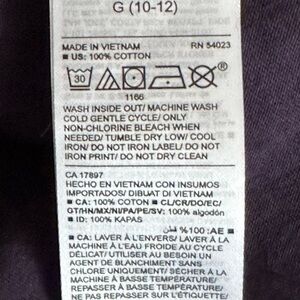 G (10-12)
MADE IN VIETNAM RN 54023
■ US: 100% COTTON
30
1166
WASH INSIDE OUT/ MACHINE WASH
COLD GENTLE CYCLE/ ONLY
NON-CHLORINE BLEACH WHEN
NEEDED/ TUMBLE DRY LOW/ COOL
IRON/ DO NOT IRON LABEL/ DO NOT
IRON PRINT/ DO NOT DRY CLEAN
CA 17897
HECHO EN VIETNAM CON INSUMOS
IMPORTADOS/ DIBUAT DI VIETNAM
■ CA: 100% COTON ■ CL/CR/DO/EC/
GT/HN/MX/NI/PA/PE/SV: 100% algodón
■ ID: 100% KAPAS
■ AE: 100% قطن
■ CA: LAVER À L'ENVERS/ LAVER À LA
MACHINE À L'EAU FROIDE AU CYCLE
DÉLICAT/ UTILISER AU BESOIN UN
AGENT DE BLANCHIMENT SANS
CHLORE UNIQUEMENT/ SÉCHER À LA
MACHINE À BASSE TEMPÉRATURE/
REPASSER À BASSE TEMPÉRATURE/
NE PAS REPASSER SUR L'ÉTIQUETTE/